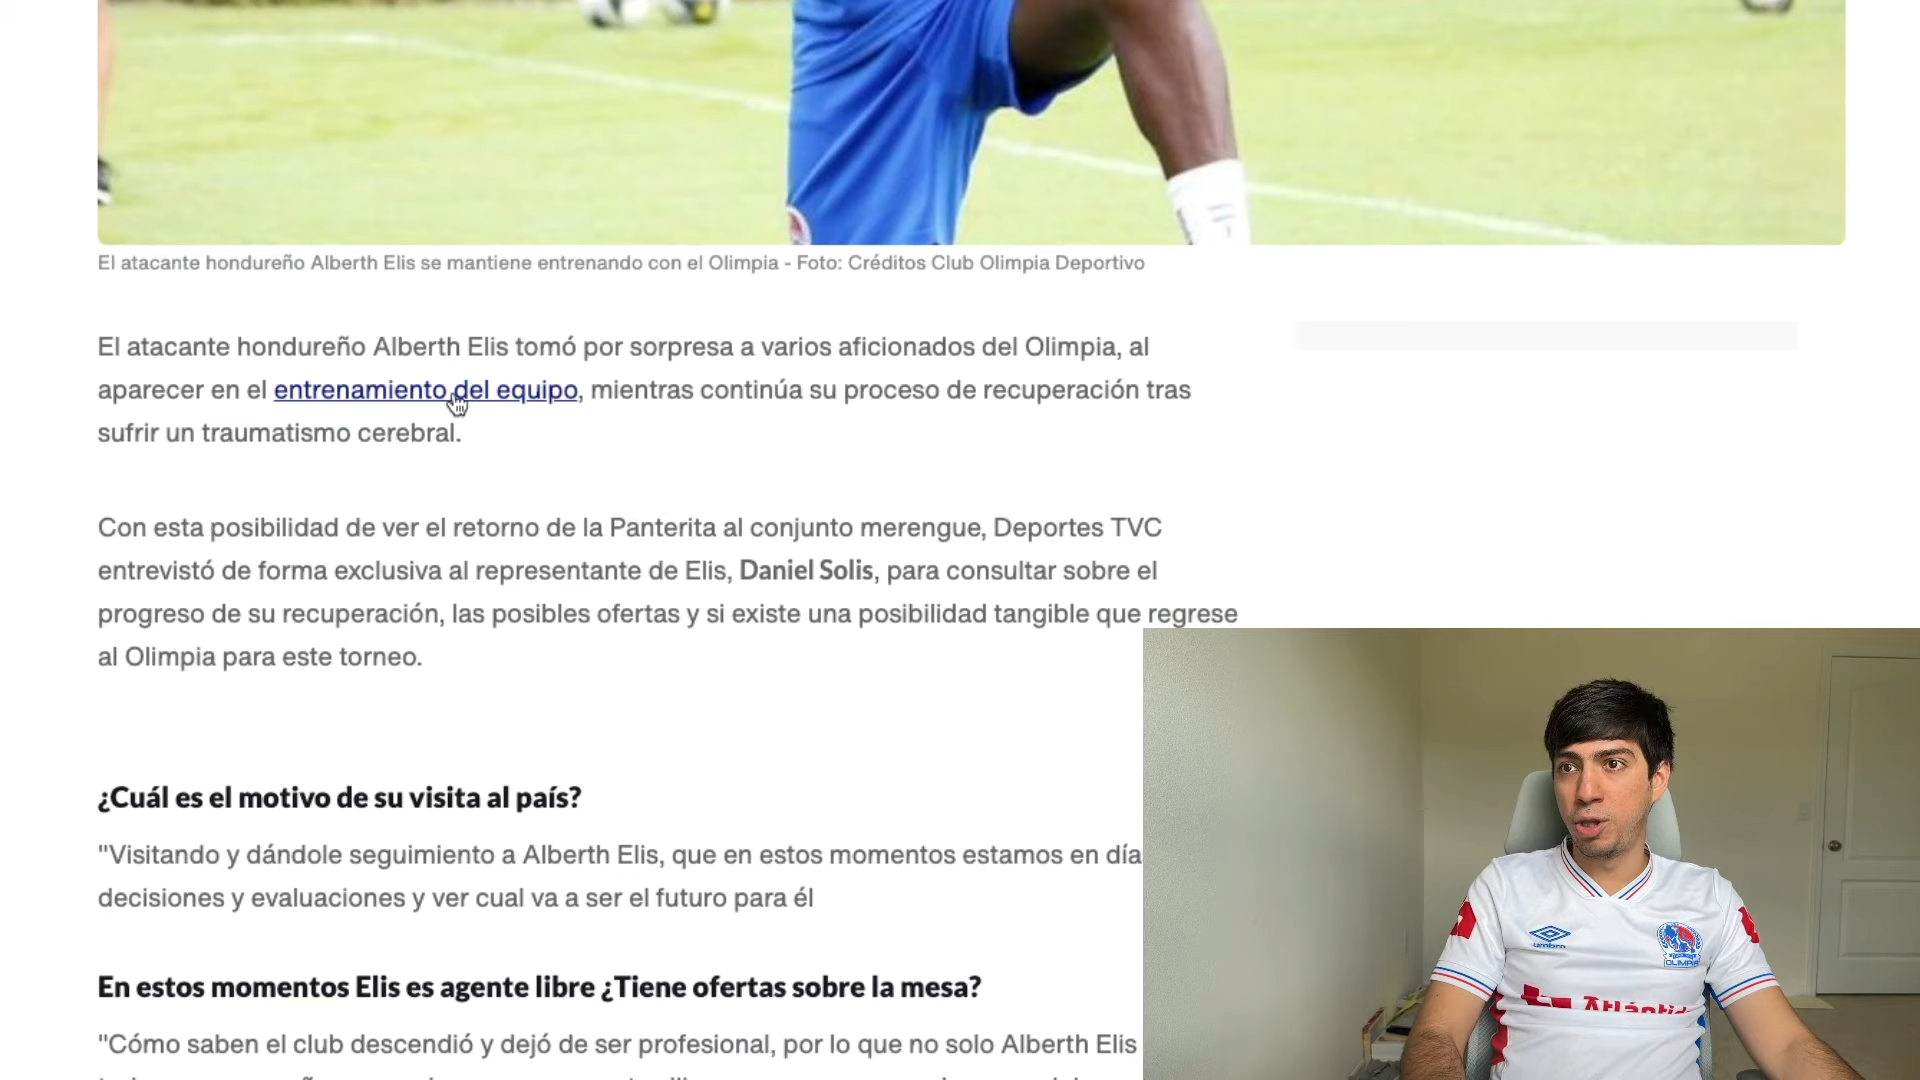 El atacante hondureño Alberth Elis se mantiene entrenando con el Olimpia - Foto: Créditos Club Olimpia Deportivo
El atacante hondureño Alberth Elis tomó por sorpresa a varios aficionados del Olimpia, al
aparecer en el entrenamiento del equipo, mientras continúa su proceso de recuperación tras
sufrir un traumatismo cerebral.
Con esta posibilidad de ver el retorno de la Panterita al conjunto merengue, Deportes TVC
entrevistó de forma exclusiva al representante de Elis, Daniel Solis, para consultar sobre el
progreso de su recuperación, las posibles ofertas y si existe una posibilidad tangible que regrese
al Olimpia para este torneo.
¿Cuál es el motivo de su visita al país?
"Visitando y dándole seguimiento a Alberth Elis, que en estos momentos estamos en día
decisiones y evaluaciones y ver cual va a ser el futuro para él
En estos momentos Elis es agente libre ¿Tiene ofertas sobre la mesa?
"Cómo saben el club descendió y dejó de ser profesional, por lo que no solo Alberth Elis
umbro
OLIMPIA
Atlántid